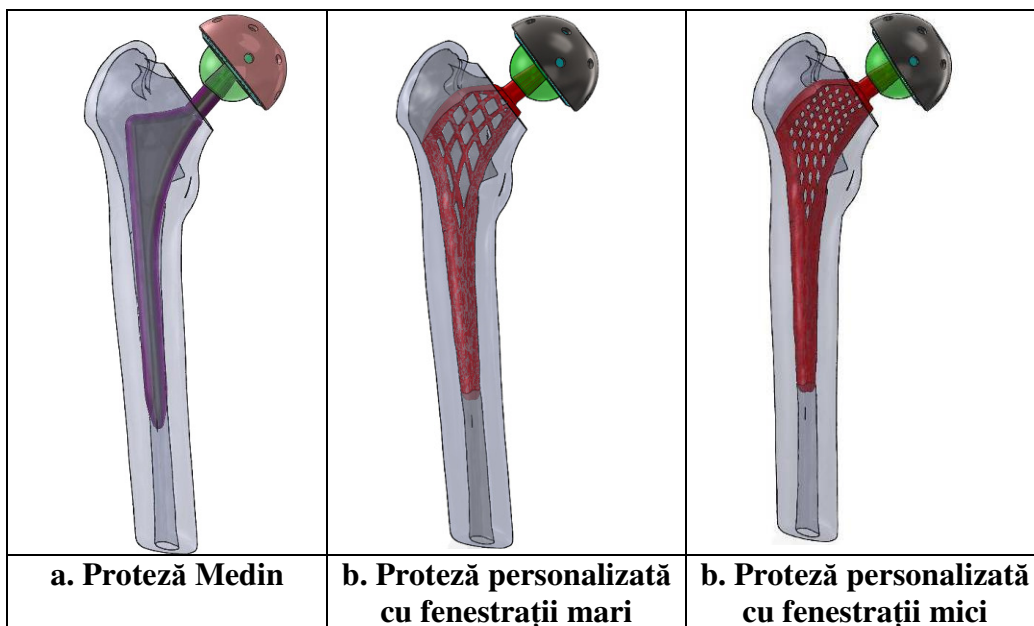 a. Proteză Medin
b. Proteză personalizată
cu fenestrații mari
b. Proteză personalizată
cu fenestrații mici